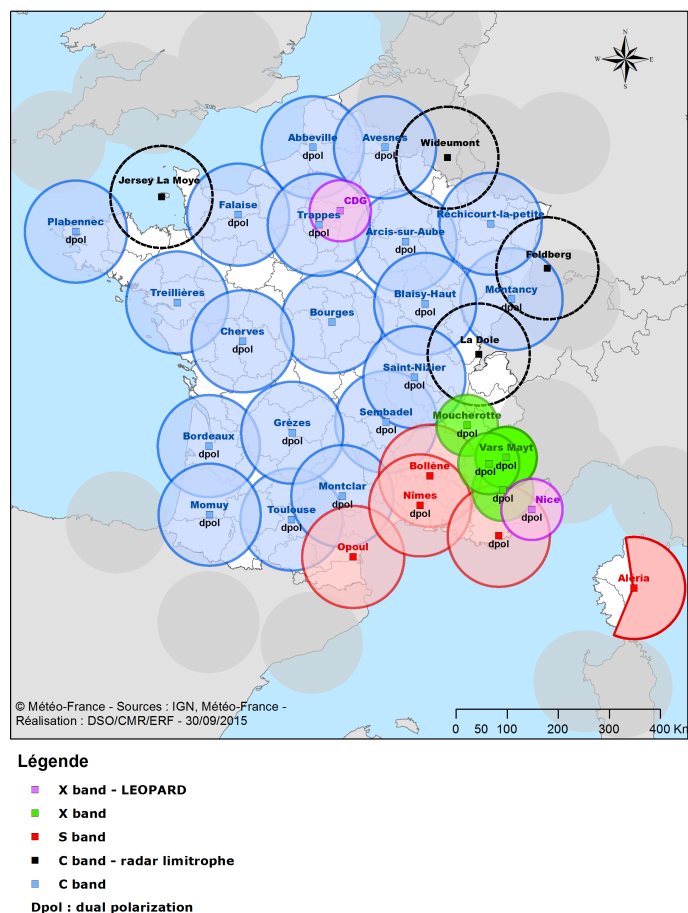 N
W
E
S
Abbeville
dpol
Avesnes
dpol
Wideumont
Jersey La Moye
Falaise
dpol
CDG
Trappes
dpol
Réchicourt-la-petite
Plabennec
dpol
Arcis-sur-Aube
dpol
Feldberg
Treillières
dpol
Blaisy-Haut
dpol
Montancy
dpol
Bourges
Cherves
dpol
La Dole
Saint-Nizier
dpol
Sembadel
dpol
Moucherotte
dpol
Grèzes
dpol
Bordeaux
dpol
Vars Mayt
dpol
dpol
Bollène
Montclar
dpol
Nimes
dpol
dpol
Nice
dpol
Momuy
dpol
Toulouse
dpol
dpol
Opoul
Aléria
© Météo-France - Sources : IGN, Météo-France -
Réalisation : DSO/CMR/ERF - 30/09/2015
0 50 100 200 300 400 Km
Légende
X band - LEOPARD
X band
S band
C band - radar limitrophe
C band
Dpol : dual polarization